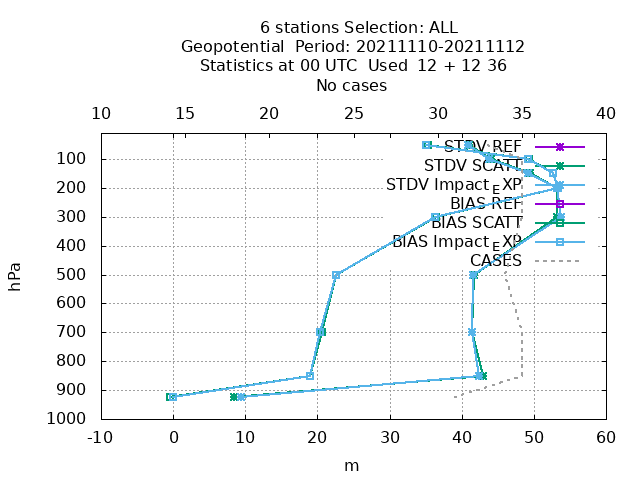 6 stations Selection: ALL
Geopotential  Period: 20211110-20211112
Statistics at 00 UTC  Used  12 + 12 36
No cases
10 15 20 25 30 35 40
STDV REF
STDV SCATT
STDV Impact_EXP
BIAS REF
BIAS SCATT
BIAS Impact_EXP
CASES
100
200
300
400
500
600
700
800
900
1000
hPa
-10 0 10 20 30 40 50 60
m